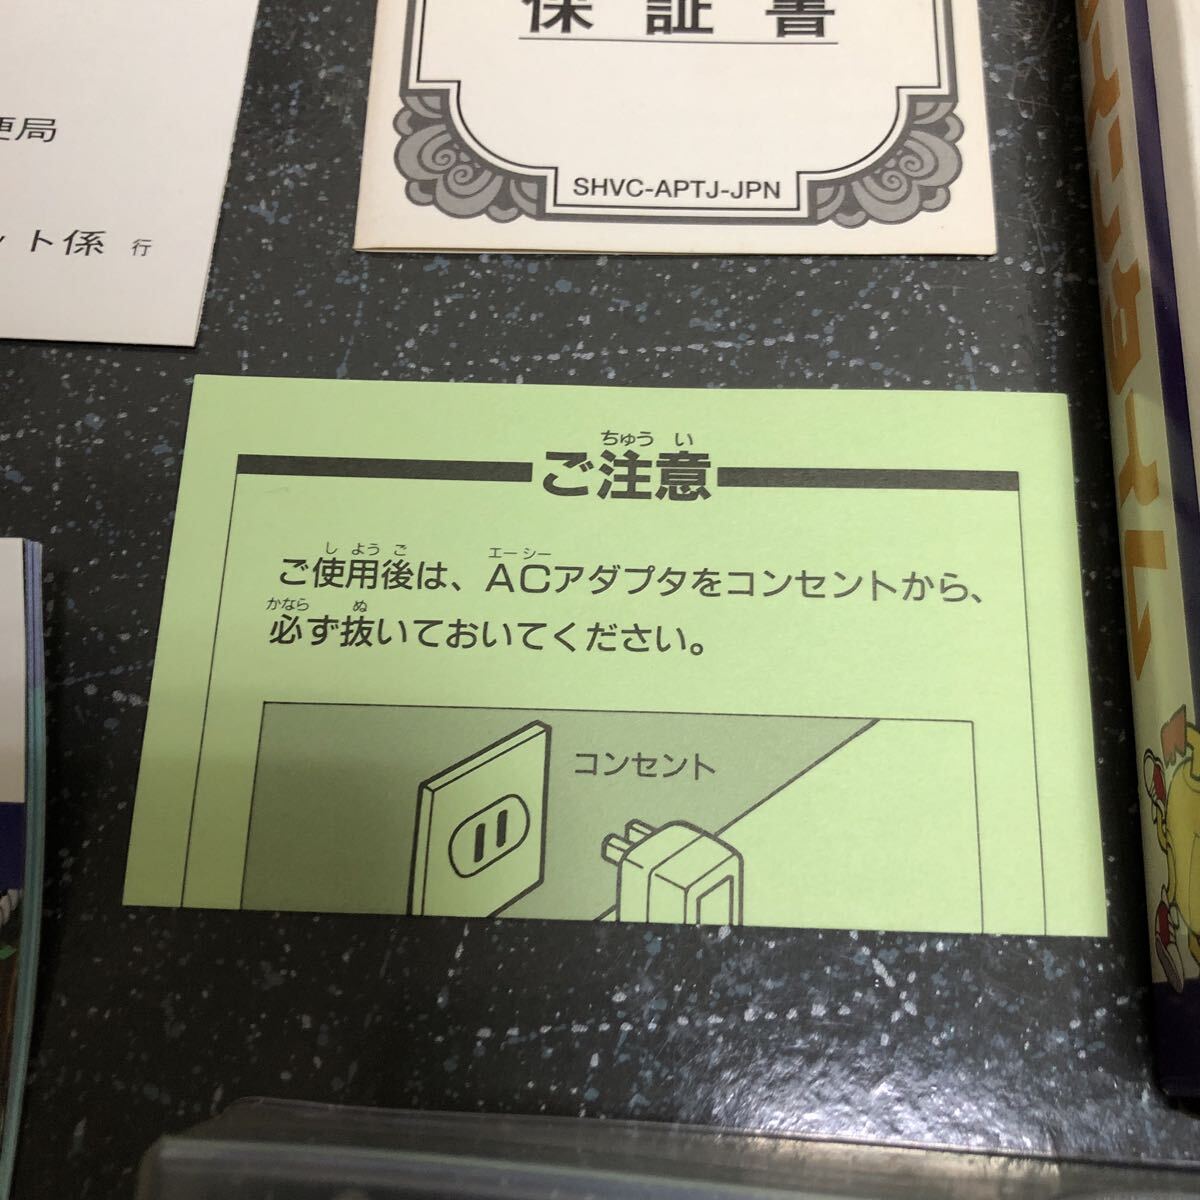 保証書
SHVC-APTJ-JPN
更局
ット係 行
ちゅう い
ご注意
し よう ご エーシー
ご使用後は、ACアダプタをコンセントから、
かなら ぬ
必ず抜いておいてください。
コンセント